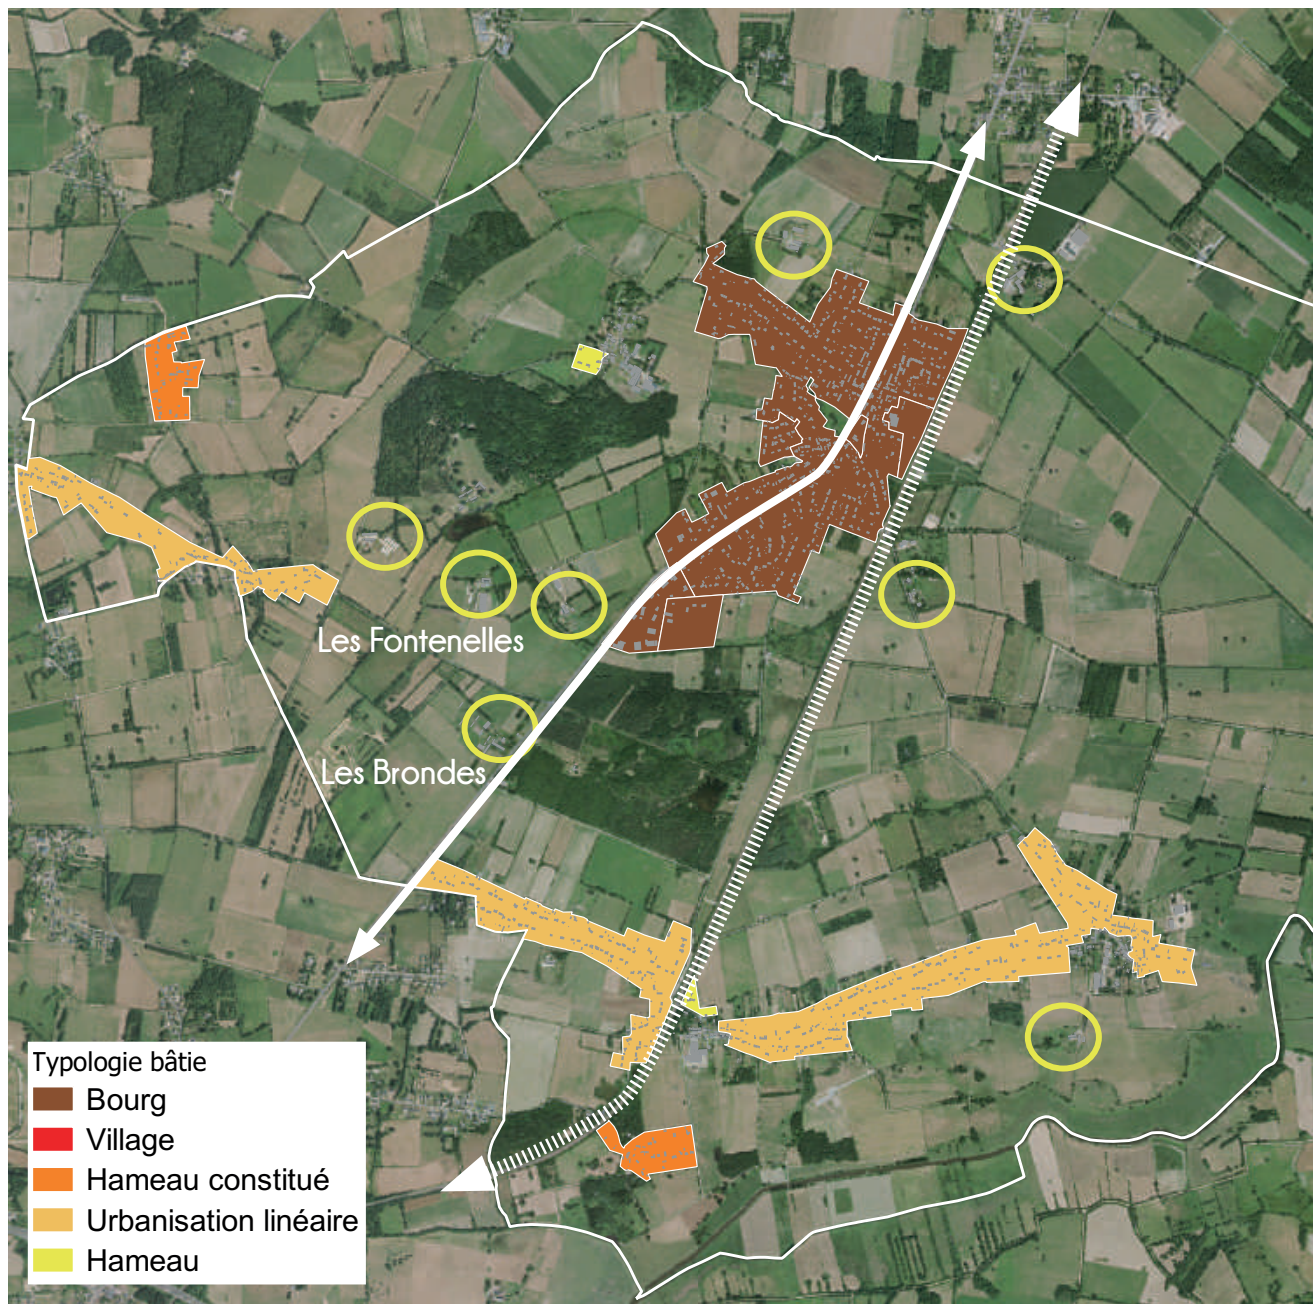 Les Fontenelles
Les Brondes
Typologie bâtie
Bourg
Village
Hameau constitué
Urbanisation linéaire
Hameau